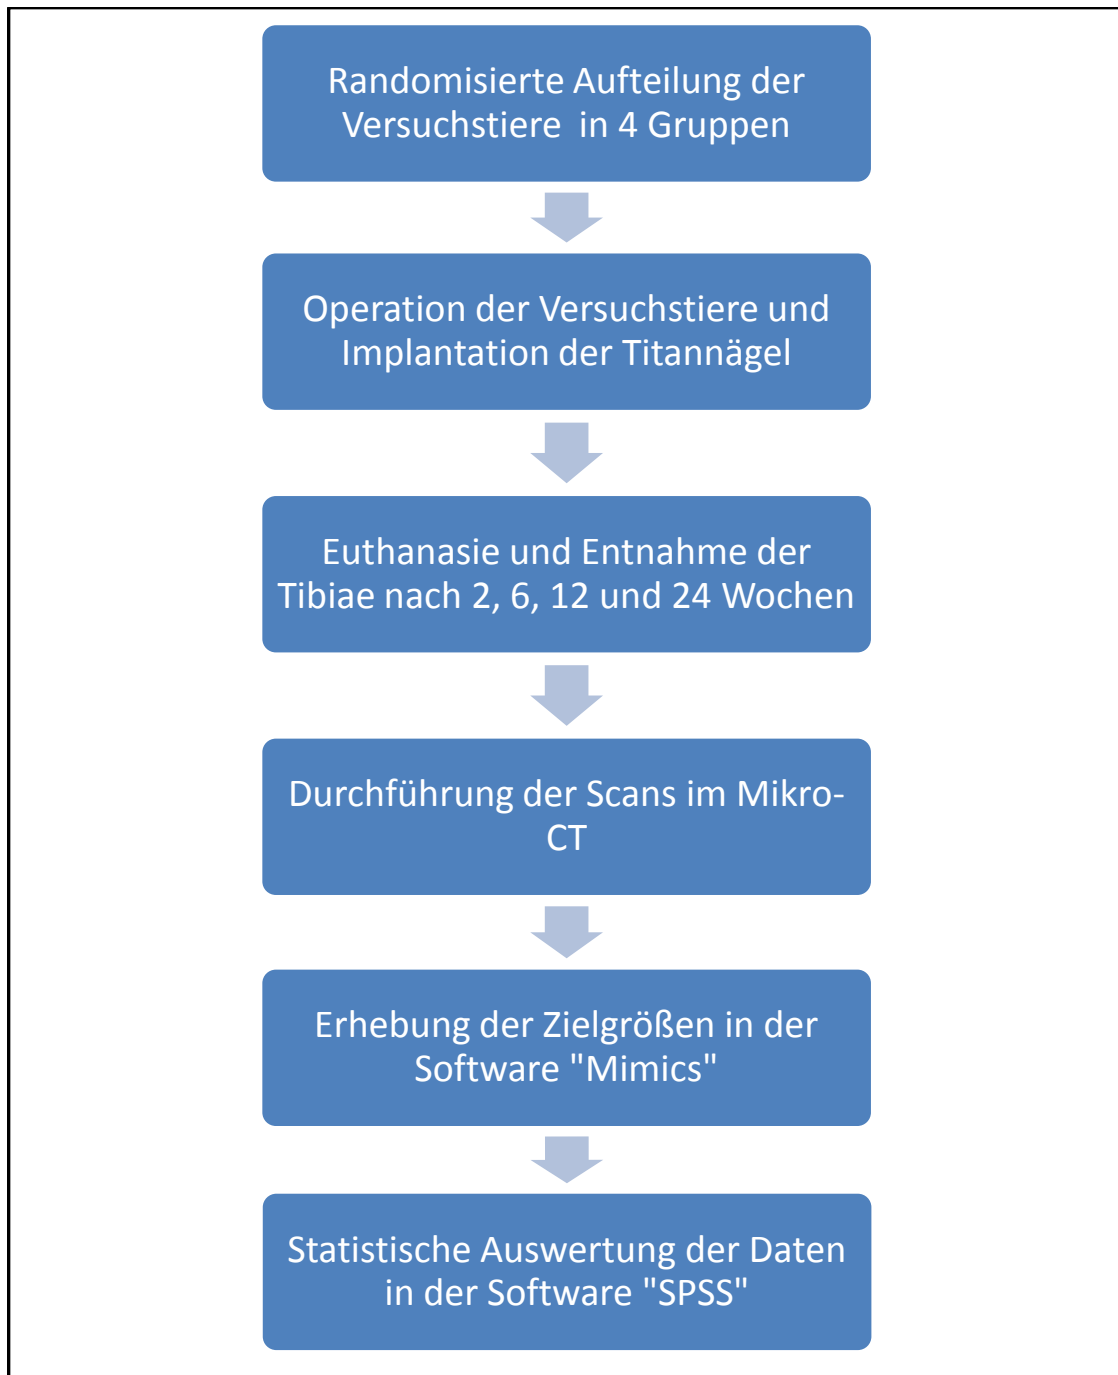 Randomisierte Aufteilung der
Versuchstiere  in 4 Gruppen
Operation der Versuchstiere und
Implantation der Titannägel
Euthanasie und Entnahme der
Tibiae nach 2, 6, 12 und 24 Wochen
Durchführung der Scans im Mikro-
CT
Erhebung der Zielgrößen in der
Software "Mimics"
Statistische Auswertung der Daten
in der Software "SPSS"